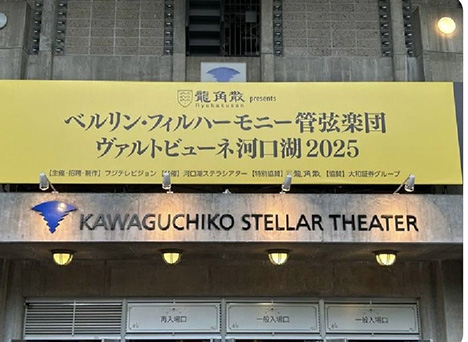 龍角散 presents
Ryukakusan
ベルリン・フィルハーモニー管弦楽団
ヴァルトビューネ河口湖2025
【主催・招聘・制作】フジテレビジョン 河口湖ステラシアター 【特別協賛】龍角散 【協賛】大和証券グループ
KAWAGUCHIKO STELLAR THEATER
再入場口 一般入場口 一般入場口